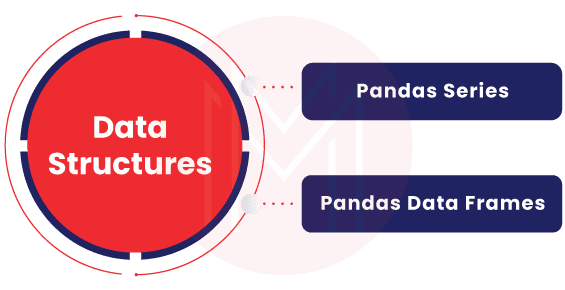 Data
Structures
Pandas Series
Pandas Data Frames